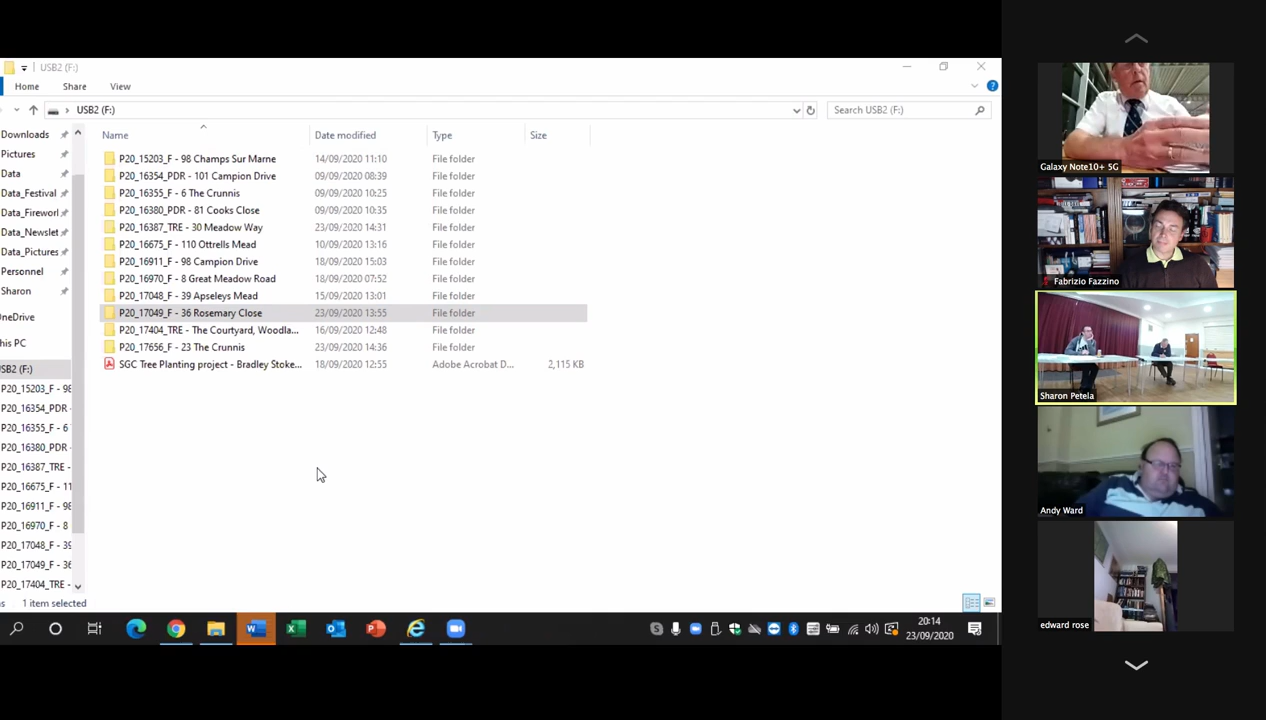 USB2 (F:)
Home Share View
USB2 (F:)
Search USB2 (F:)
Name Date modified Type Size
P20_15203_F - 98 Champs Sur Marne 14/09/2020 11:10 File folder
P20_16354_PDR - 101 Campion Drive 09/09/2020 08:39 File folder
P20_16355_F - 6 The Crunnis 09/09/2020 10:25 File folder
P20_16380_PDR - 81 Cooks Close 09/09/2020 10:35 File folder
P20_16387_TRE - 30 Meadow Way 23/09/2020 14:31 File folder
P20_16675_F - 110 Ottrells Mead 10/09/2020 13:16 File folder
P20_16911_F - 98 Campion Drive 18/09/2020 15:03 File folder
P20_16970_F - 8 Great Meadow Road 18/09/2020 07:52 File folder
P20_17048_F - 39 Apseleys Mead 15/09/2020 13:01 File folder
P20_17049_F - 36 Rosemary Close 23/09/2020 13:55 File folder
P20_17404_TRE - The Courtyard, Woodla... 16/09/2020 12:48 File folder
P20_17656_F - 23 The Crunnis 23/09/2020 14:36 File folder
SGC Tree Planting project - Bradley Stoke... 18/09/2020 12:55 Adobe Acrobat D... 2,115 KB
Downloads
Pictures
Data
Data_Festival
Data_Firewor
Data_Newslet
Data_Pictures
Personnel
Sharon
neDrive
his PC
SB2 (F:)
P20_15203_F - 98
P20_16354_PDR -
P20_16355_F - 6
P20_16380_PDR -
P20_16387_TRE -
P20_16675_F - 11
P20_16911_F - 98
P20_16970_F - 8
P20_17048_F - 39
P20_17049_F - 36
P20_17404_TRE -
s 1 item selected
20:14
23/09/2020
Galaxy Note10+ 5G
Fabrizio Fazzino
Sharon Petela
Andy Ward
edward rose